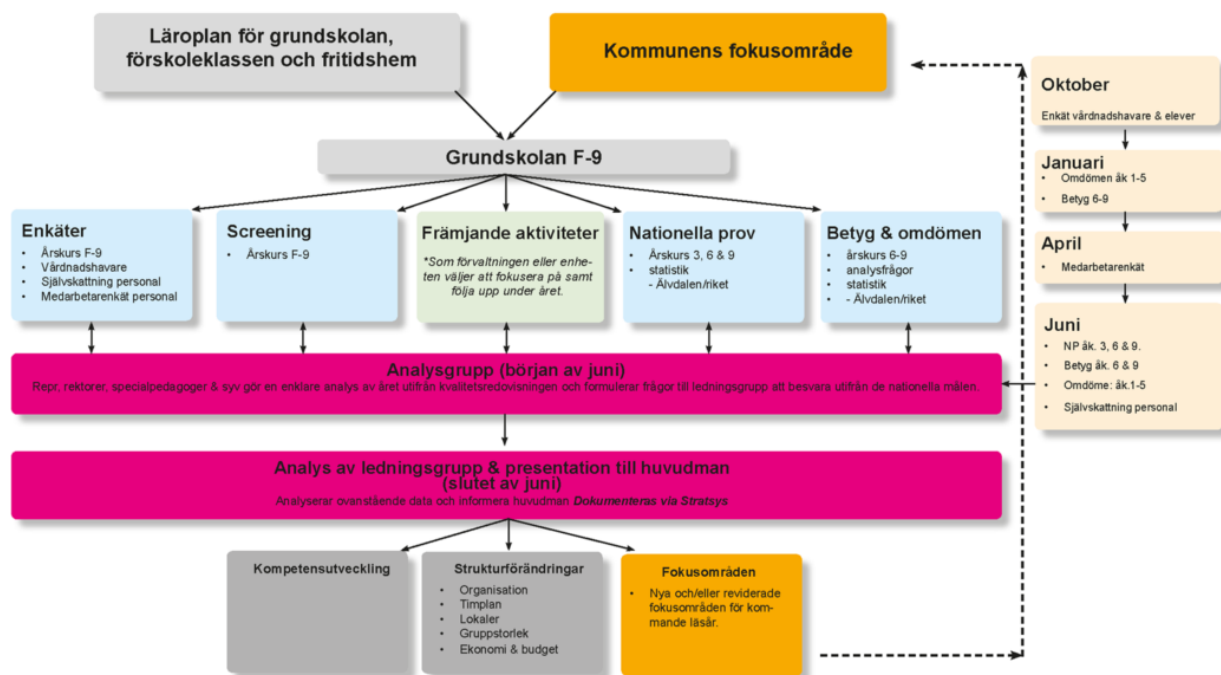 Läroplan för grundskolan,
förskoleklassen och fritidshem
Kommunens fokusområde
Grundskolan F-9
Enkäter
• Årskurs F-9
• Vårdnadshavare
• Självskattning personal
• Medarbetarenkät personal
Screening
• Årskurs F-9
Främjande aktiviteter
*Som förvaltningen eller enhe-
ten väljer att fokusera på samt
följa upp under året.
Nationella prov
• Årskurs 3, 6 & 9
• statistik
- Älvdalen/riket
Betyg & omdömen
• årskurs 6-9
• analysfrågor
• statistik
• - Älvdalen/riket
Analysgrupp (början av juni)
Repr. rektorer, specialpedagoger & syv gör en enklare analys av året utifrån kvalitetsredovisningen och formulerar frågor till ledningsgrupp att besvara utifrån de nationella målen.
Analys av ledningsgrupp & presentation till huvudman
(slutet av juni)
Analyserar ovanstående data och informera huvudman Dokumenteras via Stratsys
Kompetensutveckling
Strukturförändringar
• Organisation
• Timplan
• Lokaler
• Gruppstorlek
• Ekonomi & budget
Fokusområden
• Nya och/eller reviderade
fokusområden för kom-
mande läsår.
Oktober
Enkät vårdnadshavare & elever
Januari
• Omdömen åk 1-5
• Betyg 6-9
April
• Medarbetarenkät
Juni
• NP åk. 3, 6 & 9.
• Betyg åk. 6 & 9
• Omdöme: åk.1-5
• Självskattning personal